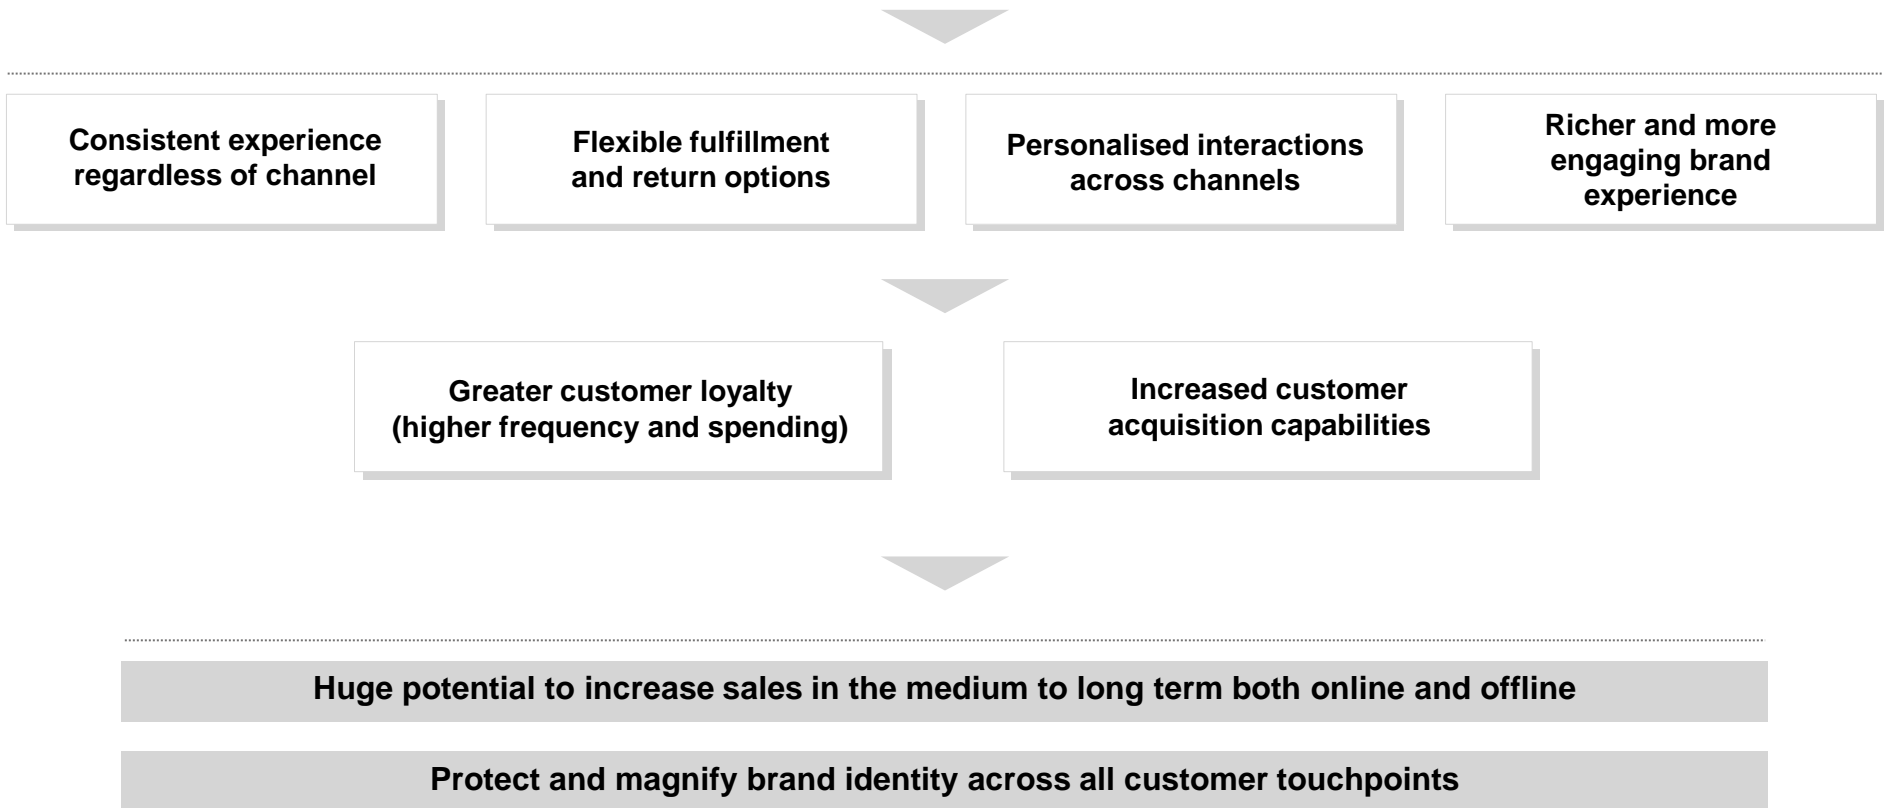 Consistent experience
regardless of channel
Flexible fulfillment
and return options
Personalised interactions
across channels
Richer and more
engaging brand
experience
Greater customer loyalty
(higher frequency and spending)
Increased customer
acquisition capabilities
Huge potential to increase sales in the medium to long term both online and offline
Protect and magnify brand identity across all customer touchpoints